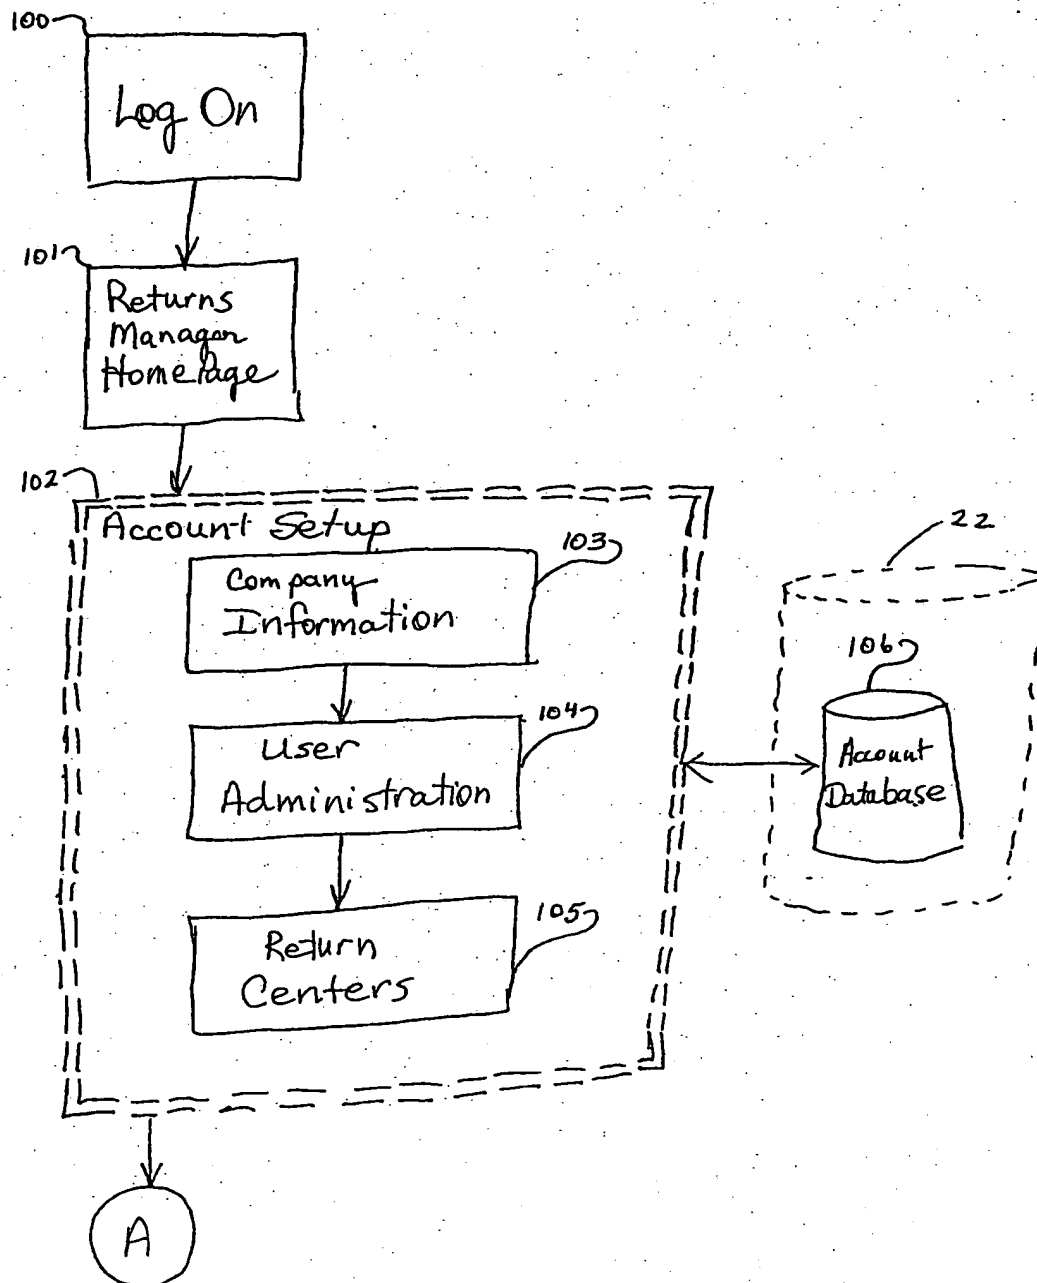 100
Log On
101
Returns
Manager
HomePage
102
Account Setup
103
Company
Information
22
106
104
User
Administration
Account
Database
105
Return
Centers
A